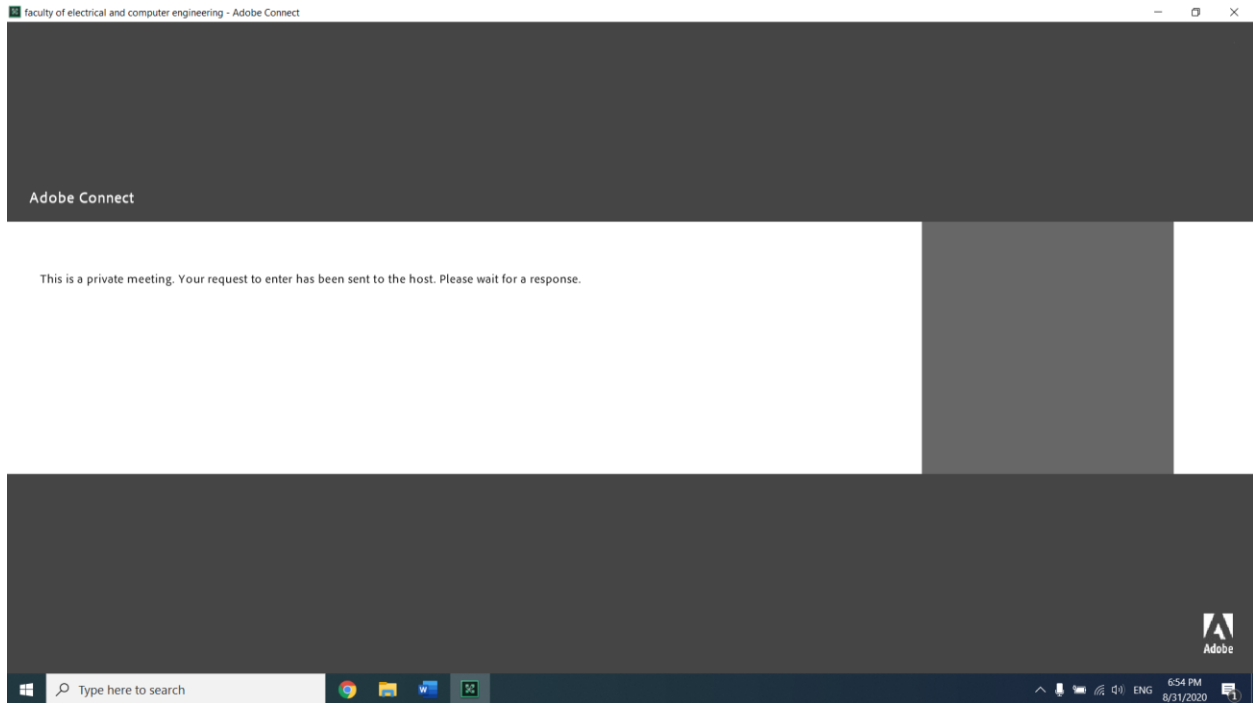 faculty of electrical and computer engineering - Adobe Connect
Adobe Connect
This is a private meeting. Your request to enter has been sent to the host. Please wait for a response.
Adobe
Type here to search
ENG
6:54 PM
8/31/2020
1